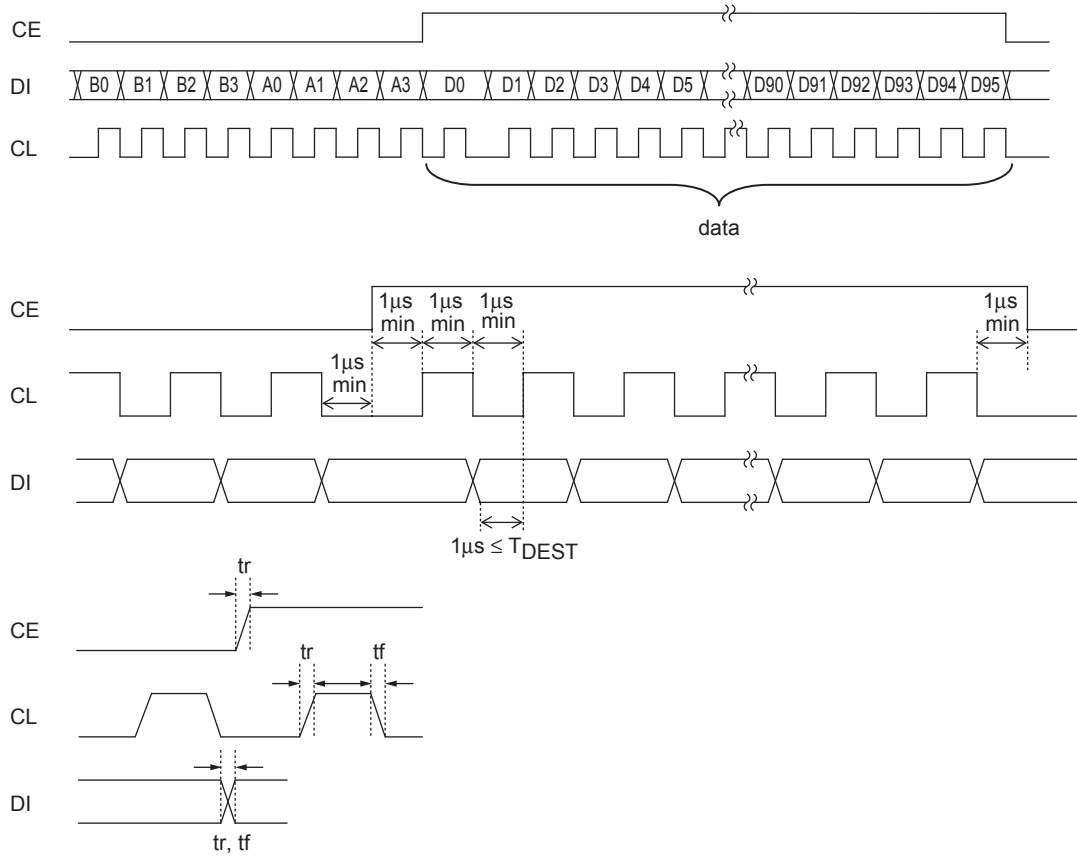 CE
DI B0 B1 B2 B3 A0 A1 A2 A3 D0 D1 D2 D3 D4 D5 D90 D91 D92 D93 D94 D95
CL
data
CE 1μs min 1μs min 1μs min 1μs min
CL 1μs min
DI
1μs ≤ TDEST
tr
CE
tr tf
CL
DI
tr, tf